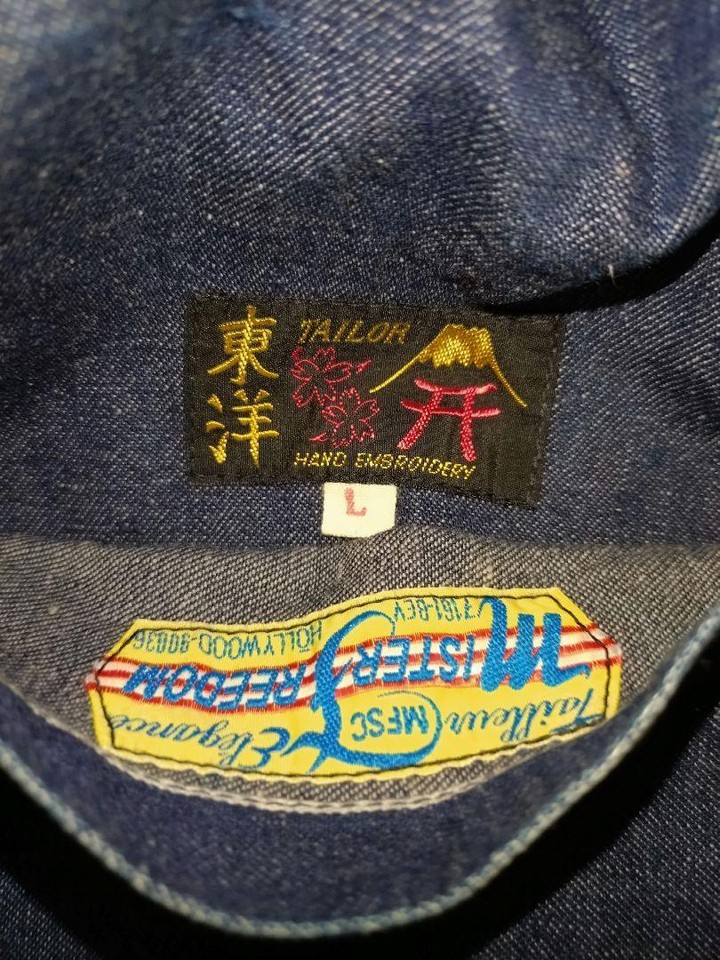 東洋
TAILOR
HAND EMBROIDERY
L
Tailleur MFSC Elegance
MISTER FREEDOM
7161-BEV HOLLYWOOD-90036